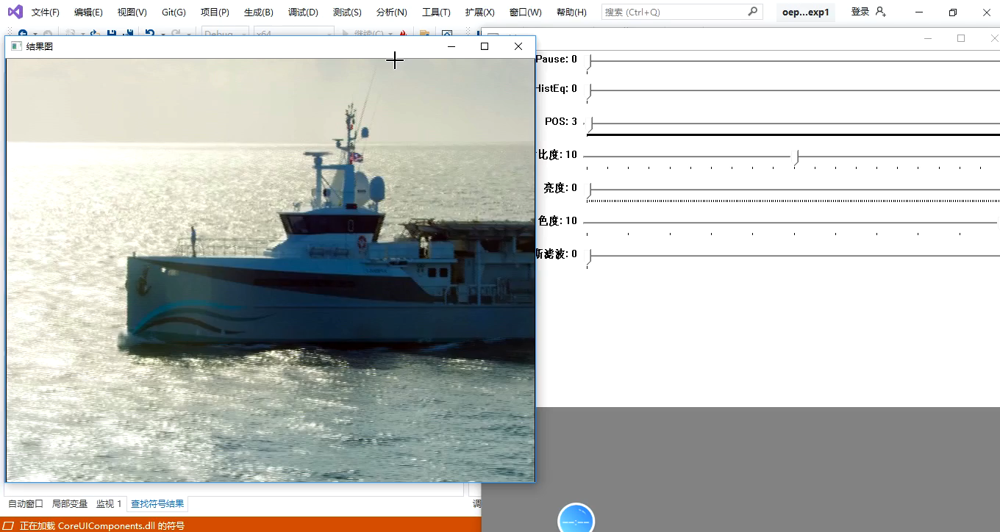 文件(F) 编辑(E) 视图(V) Git(G) 项目(P) 生成(B) 调试(D) 测试(S) 分析(N) 工具(T) 扩展(X) 窗口(W) 帮助(H) 搜索 (Ctrl+Q) oep...exp1 登录
Debug x64 继续(C)
结果图
Pause: 0
HistEq: 0
POS: 3
比度: 10
亮度: 0
色度: 10
斯滤波: 0
自动窗口 局部变量 监视 1 查找符号结果 调
正在加载 CoreUIComponents.dll 的符号